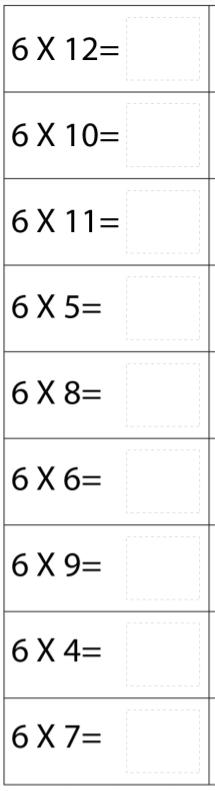 6 X 12=
6 X 10=
6 X 11=
6 X 5=
6 X 8=
6 X 6=
6 X 9=
6 X 4=
6 X 7=